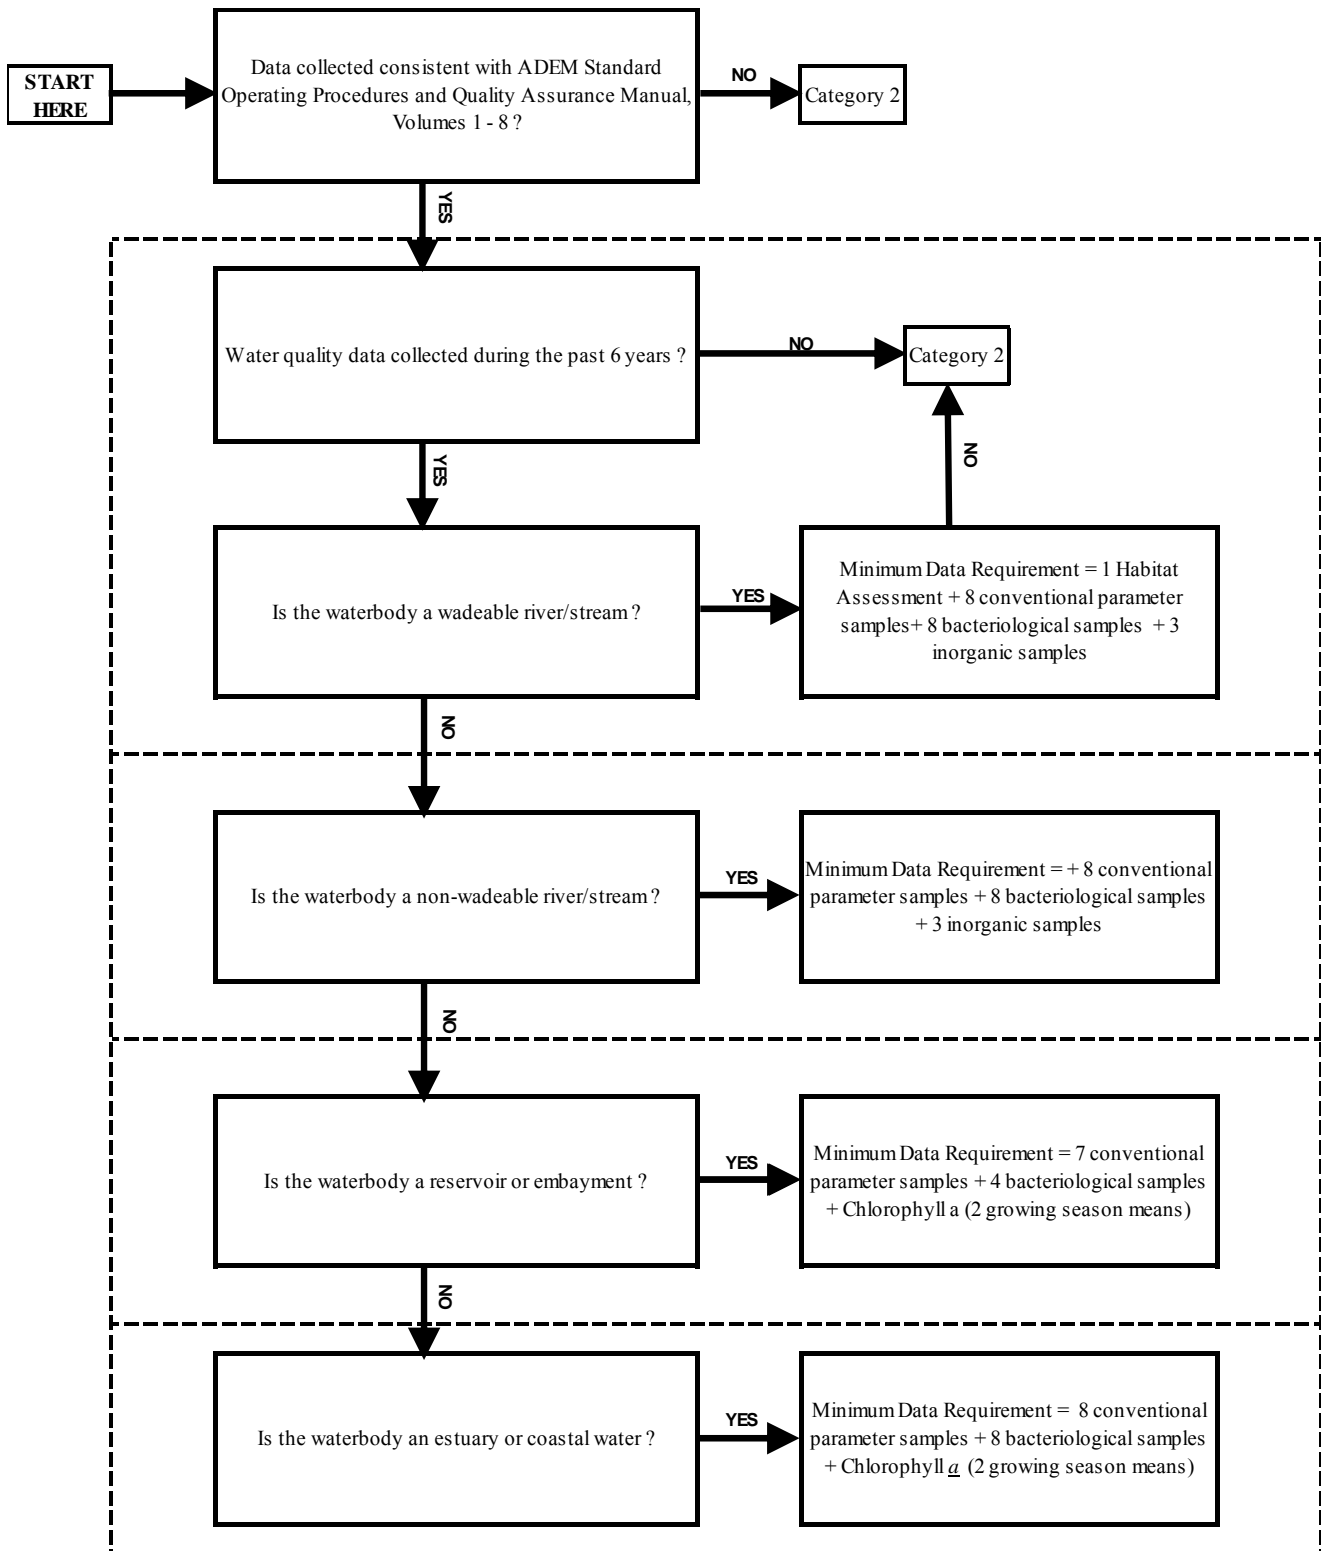 START
HERE
Data collected consistent with ADEM Standard
Operating Procedures and Quality Assurance Manual,
Volumes 1 - 8 ?
NO
Category 2
YES
Water quality data collected during the past 6 years ?
NO
Category 2
YES
NO
Is the waterbody a wadeable river/stream ?
YES
Minimum Data Requirement = 1 Habitat
Assessment + 8 conventional parameter
samples+ 8 bacteriological samples + 3
inorganic samples
NO
Is the waterbody a non-wadeable river/stream ?
YES
Minimum Data Requirement = + 8 conventional
parameter samples + 8 bacteriological samples
+ 3 inorganic samples
NO
Is the waterbody a reservoir or embayment ?
YES
Minimum Data Requirement = 7 conventional
parameter samples + 4 bacteriological samples
+ Chlorophyll a (2 growing season means)
NO
Is the waterbody an estuary or coastal water ?
YES
Minimum Data Requirement = 8 conventional
parameter samples + 8 bacteriological samples
+ Chlorophyll a (2 growing season means)